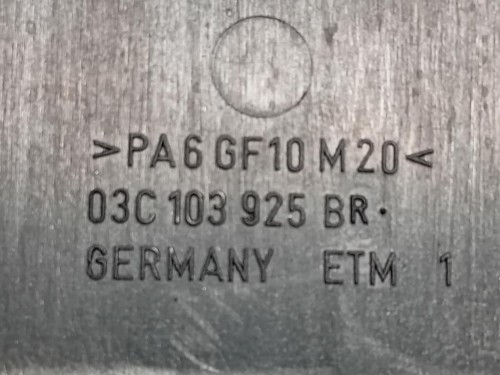 >PA6 GF10 M20<
03C 103 925 BR.
GERMANY ETM 1